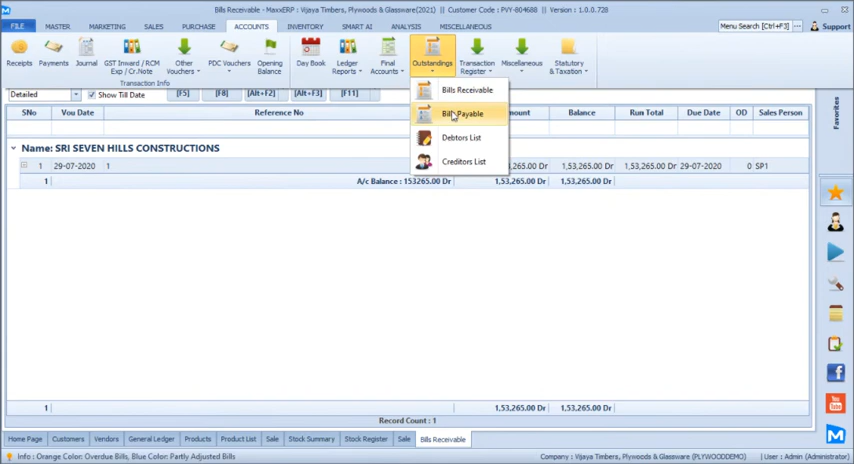 Bills Receivable - MaxxERP : Vijaya Timbers, Plywoods & Glassware(2021) || Customer Code : PVY-804688 || Version : 1.0.0.728
FILE MASTER MARKETING SALES PURCHASE ACCOUNTS INVENTORY SMART AI ANALYSIS MISCELLANEOUS Menu Search [Ctrl+F3] Support
Receipts Payments Journal GST Inward / RCM Exp / Cr.Note Other Vouchers PDC Vouchers Opening Balance Day Book Ledger Reports Final Accounts Outstandings Transaction Register Miscellaneous Statutory & Taxation
Transaction Info
Bills Receivable
Bills Payable
Debtors List
Creditors List
Detailed Show Till Date [F5] [F8] [Alt+F2] [Alt+F3] [F11]
SNo Vou Date Reference No Balance Run Total Due Date OD Sales Person
Name: SRI SEVEN HILLS CONSTRUCTIONS
1 29-07-2020 1 1,53,265.00 Dr 1,53,265.00 Dr 29-07-2020 0 SP1
1 A/c Balance : 153265.00 Dr 1,53,265.00 Dr 1,53,265.00 Dr
1 1,53,265.00 Dr 1,53,265.00 Dr
Record Count : 1
Home Page Customers Vendors General Ledger Products Product List Sale Stock Summary Stock Register Sale Bills Receivable
Info : Orange Color: Overdue Bills, Blue Color: Partly Adjusted Bills Company : Vijaya Timbers, Plywoods & Glassware (PLYWOODDEMO) User : Admin (Administrator)
Favorites
You Tube